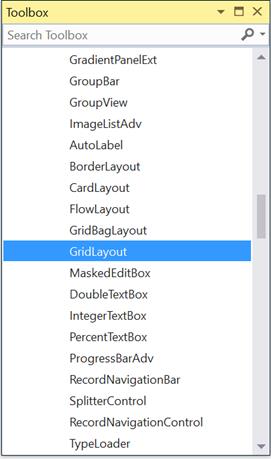 Toolbox
Search Toolbox
GradientPanelExt
GroupBar
GroupView
ImageListAdv
AutoLabel
BorderLayout
CardLayout
FlowLayout
GridBagLayout
GridLayout
MaskedEditBox
DoubleTextBox
IntegerTextBox
PercentTextBox
ProgressBarAdv
RecordNavigationBar
SplitterControl
RecordNavigationControl
TypeLoader